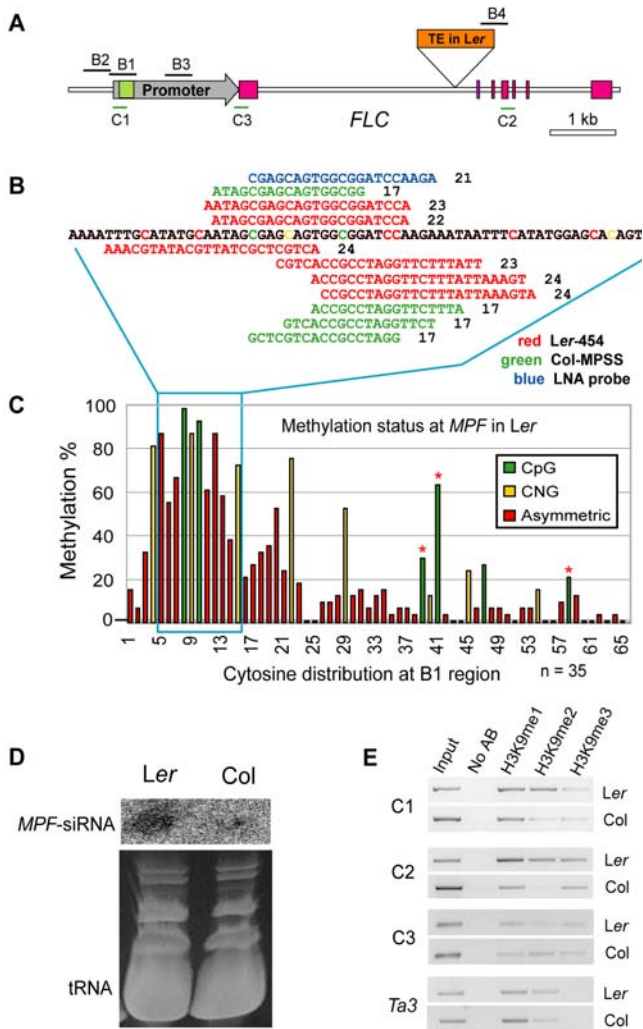 A
B4
TE in Ler
B2
B1
B3
Promoter
C1
C3
FLC
C2
1 kb
B
CGAGCAGTGGCGGATCCAAGA 21
ATAGCGAGCAGTGGCGG 17
AATAGCGAGCAGTGGCGGATCCA 23
ATAGCGAGCAGTGGCGGATCCA 22
AAAATTTGCATATGCAATAGCGAGCAGTGGCGGATCCAAGAAATAATTTCATATGGAGCACAGT
AAACGTATACGTTATCGCTCGTCA 24
CGTCACCGCCTAGGTTCTTTATT 23
ACCGCCTAGGTTCTTTATTAAAGT 24
CCGCCTAGGTTCTTTATTAAAGTA 24
ACCGCCTAGGTTCTTTA 17
GTCACCGCCTAGGTTCT 17
GCTCGTCACCGCCTAGG 17
red Ler-454
green Col-MPSS
blue LNA probe
C
Methylation status at MPF in Ler
CpG
CNG
Asymmetric
Methylation %
100
80
60
40
20
0
* * *
1 5 9 13 17 21 25 29 33 37 41 45 49 53 57 61 65
Cytosine distribution at B1 region n = 35
D
Ler Col
MPF-siRNA
tRNA
E
Input No AB H3K9me1 H3K9me2 H3K9me3
C1 Ler
Col
C2 Ler
Col
C3 Ler
Col
Ta3 Ler
Col